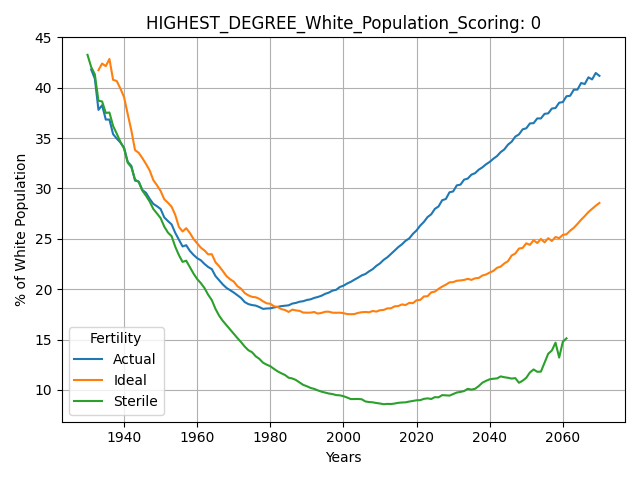 HIGHEST_DEGREE_White_Population_Scoring: 0
% of White Population
45
40
35
30
25
20
15
10
Fertility
Actual
Ideal
Sterile
1940
1960
1980
2000
2020
2040
2060
Years